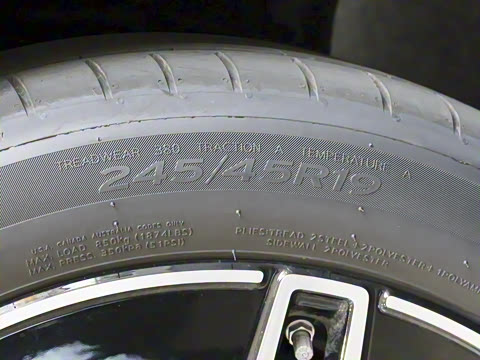 TREADWEAR 380 TRACTION A TEMPERATURE A
245/45R19
USA, CANADA AUSTRALIA CODES ONLY
MAX LOAD 850kg (1874LBS)
MAX PRESS 350kPa (51PSI)
PLIES:TREAD 2STEEL+2POLYESTER+1POLYAMIDE
SIDEWALL 2POLYESTER